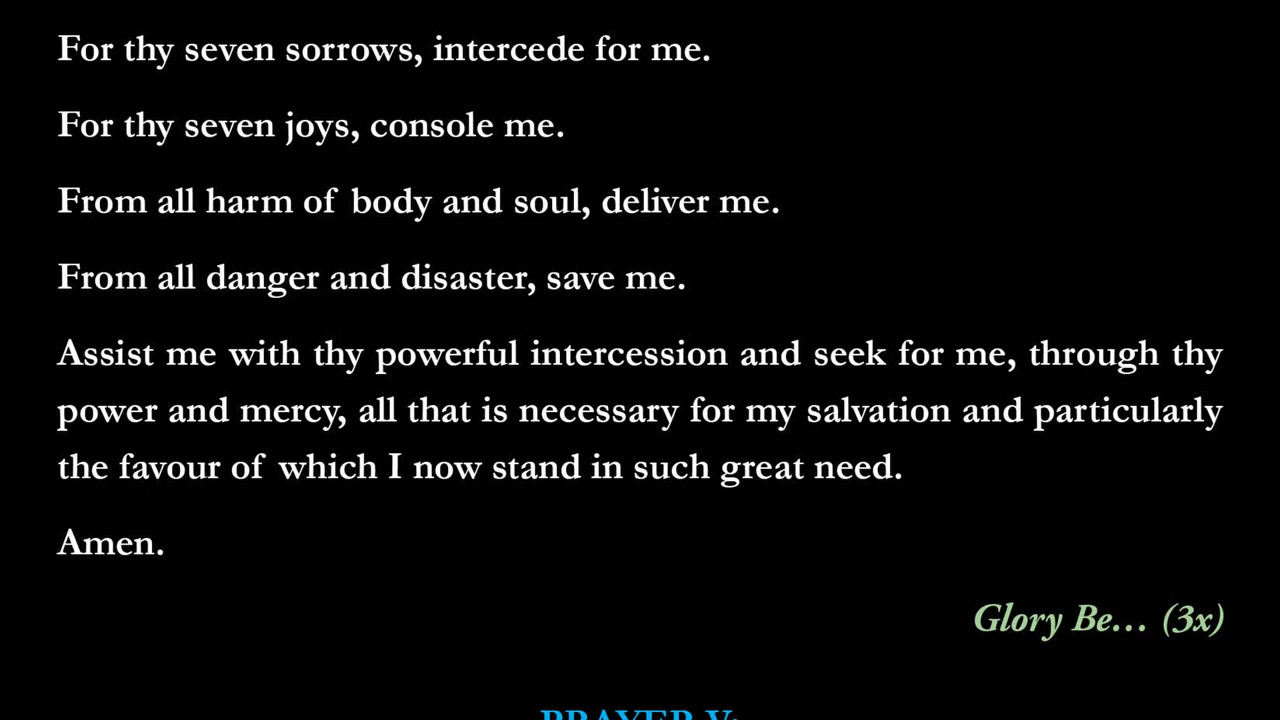 For thy seven sorrows, intercede for me.
For thy seven joys, console me.
From all harm of body and soul, deliver me.
From all danger and disaster, save me.
Assist me with thy powerful intercession and seek for me, through thy
power and mercy, all that is necessary for my salvation and particularly
the favour of which I now stand in such great need.
Amen.
Glory Be… (3x)
PRAYER V: